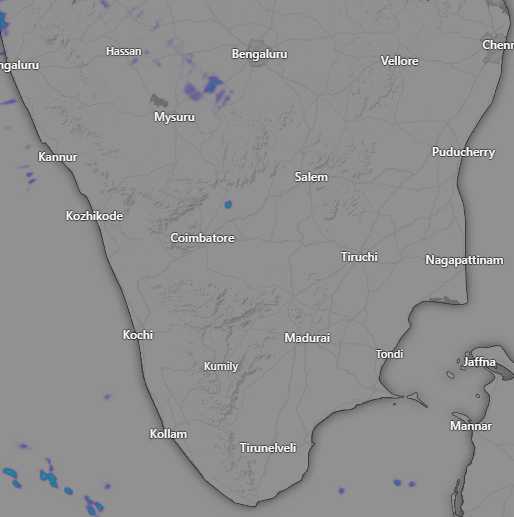 Hassan
Bengaluru
Chenn
ngaluru
Vellore
Mysuru
Kannur
Puducherry
Salem
Kozhikode
Coimbatore
Tiruchi
Nagapattinam
Kochi
Madurai
Tondi
Kumily
Jaffna
Mannar
Kollam
Tirunelveli